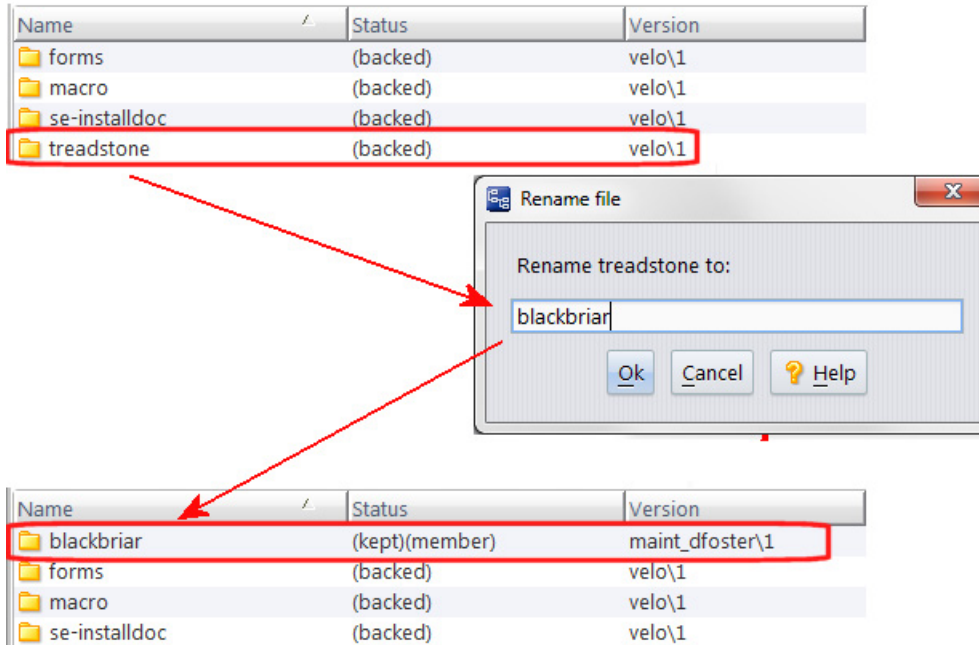 Name Status Version
forms (backed) velo\1
macro (backed) velo\1
se-installdoc (backed) velo\1
treadstone (backed) velo\1
Rename file
Rename treadstone to:
blackbriar
Ok Cancel Help
Name Status Version
blackbriar (kept)(member) maint_dfoster\1
forms (backed) velo\1
macro (backed) velo\1
se-installdoc (backed) velo\1